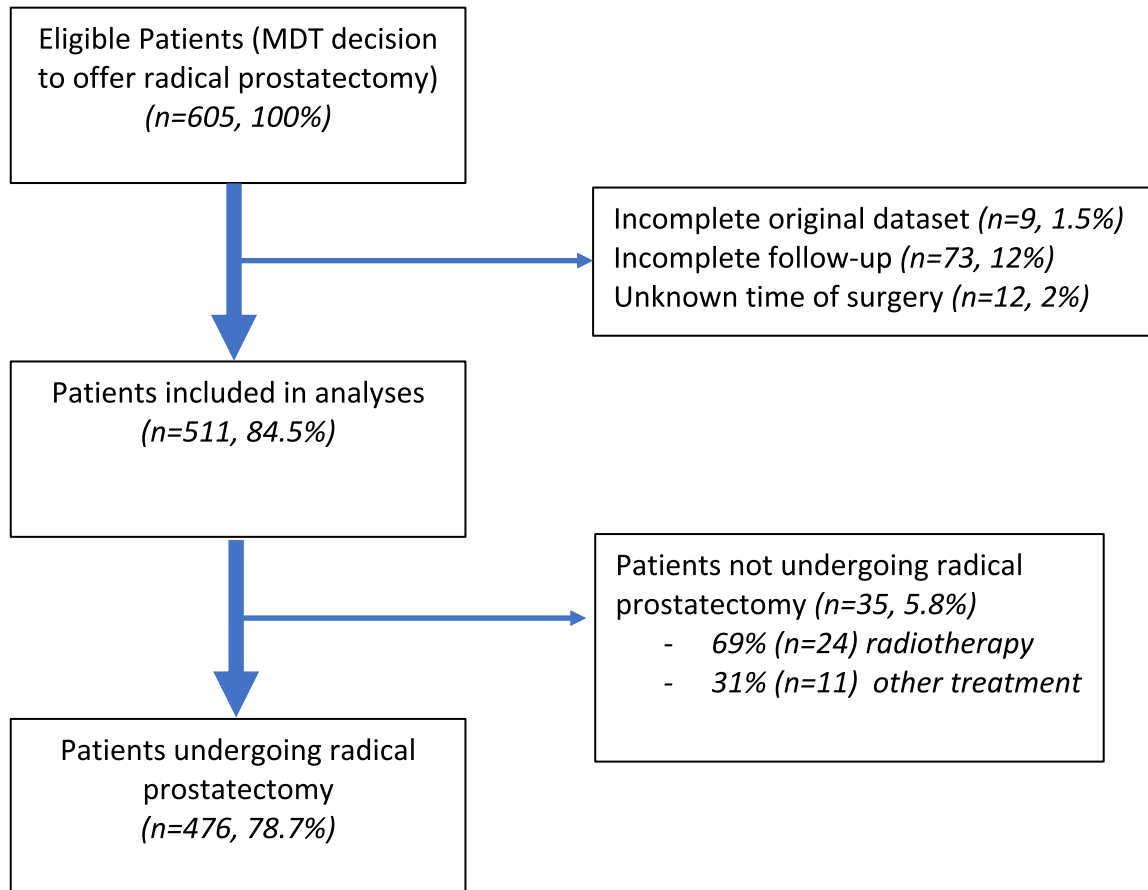 Eligible Patients (MDT decision
to offer radical prostatectomy)
(n=605, 100%)
Incomplete original dataset (n=9, 1.5%)
Incomplete follow-up (n=73, 12%)
Unknown time of surgery (n=12, 2%)
Patients included in analyses
(n=511, 84.5%)
Patients not undergoing radical
prostatectomy (n=35, 5.8%)
- 69% (n=24) radiotherapy
- 31% (n=11) other treatment
Patients undergoing radical
prostatectomy
(n=476, 78.7%)